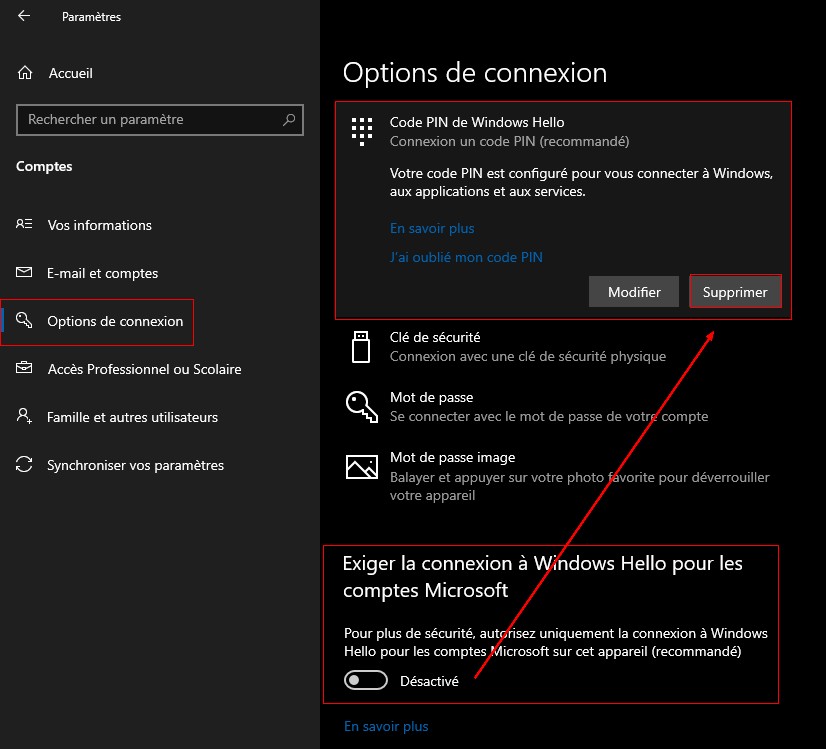 Paramètres
Accueil
Rechercher un paramètre
Comptes
Vos informations
E-mail et comptes
Options de connexion
Accès Professionnel ou Scolaire
Famille et autres utilisateurs
Synchroniser vos paramètres
Options de connexion
Code PIN de Windows Hello
Connexion un code PIN (recommandé)
Votre code PIN est configuré pour vous connecter à Windows,
aux applications et aux services.
En savoir plus
J'ai oublié mon code PIN
Modifier
Supprimer
Clé de sécurité
Connexion avec une clé de sécurité physique
Mot de passe
Se connecter avec le mot de passe de votre compte
Mot de passe image
Balayer et appuyer sur votre photo favorite pour déverrouiller
votre appareil
Exiger la connexion à Windows Hello pour les
comptes Microsoft
Pour plus de sécurité, autorisez uniquement la connexion à Windows
Hello pour les comptes Microsoft sur cet appareil (recommandé)
Désactivé
En savoir plus